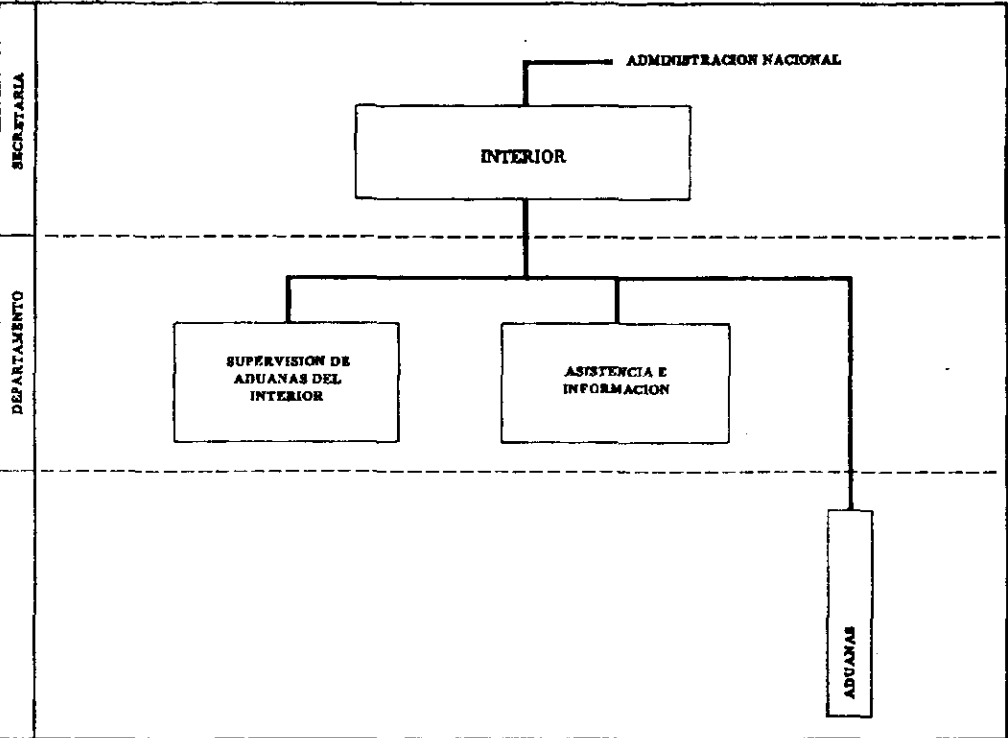 SECRETARIA
ADMINISTRACION NACIONAL
INTERIOR
DEPARTAMENTO
SUPERVISION DE
ADUANAS DEL
INTERIOR
ASISTENCIA E
INFORMACION
ADUANAS